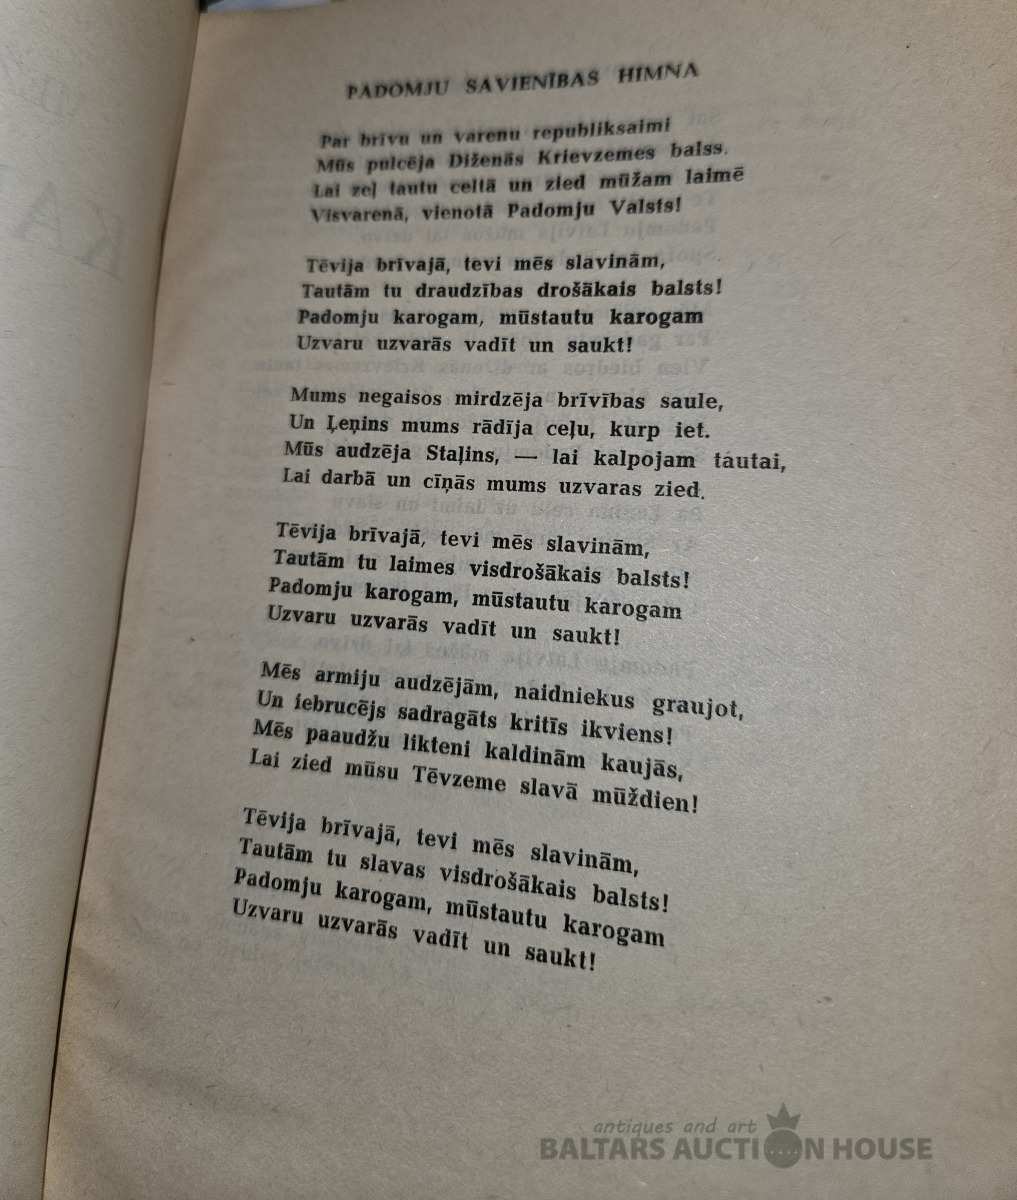 PADOMJU SAVIENĪBAS HIMNA
Par brīvu un varenu republiksaimi
Mūs pulcēja Diženās Krievzemes balss.
Lai zeļ tautu celtā un zied mūžam laimē
Visvarenā, vienotā Padomju Valsts!
Tēvija brīvajā, tevi mēs slavinām,
Tautām tu draudzības drošākais balsts!
Padomju karogam, mūstautu karogam
Uzvaru uzvarās vadīt un saukt!
Mums negaisos mirdzēja brīvības saule,
Un Ļeņins mums rādīja ceļu, kurp iet.
Mūs audzēja Staļins, — lai kalpojam tautai,
Lai darbā un cīņās mums uzvaras zied.
Tēvija brīvajā, tevi mēs slavinām,
Tautām tu laimes visdrošākais balsts!
Padomju karogam, mūstautu karogam
Uzvaru uzvarās vadīt un saukt!
Mēs armiju audzējām, naidniekus graujot,
Un iebrucējs sadragāts kritīs ikviens!
Mēs paaudžu likteni kaldinām kaujās,
Lai zied mūsu Tēvzeme slavā mūždien!
Tēvija brīvajā, tevi mēs slavinām,
Tautām tu slavas visdrošākais balsts!
Padomju karogam, mūstautu karogam
Uzvaru uzvarās vadīt un saukt!
antiques and art
BALTARS AUCTION HOUSE